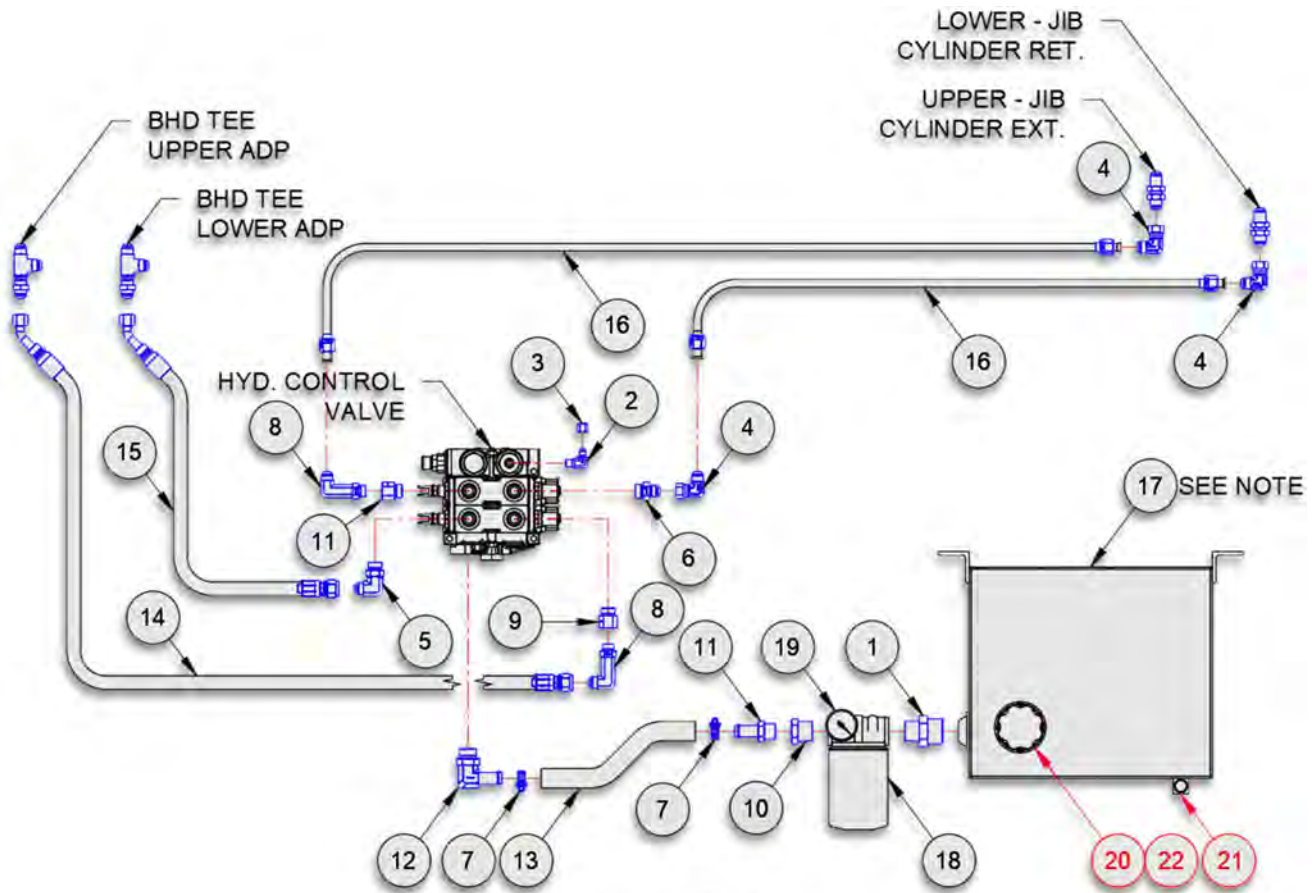 LOWER - JIB
CYLINDER RET.
UPPER - JIB
CYLINDER EXT.
BHD TEE
UPPER ADP
4
BHD TEE
LOWER ADP
16
16
4
3
HYD. CONTROL
VALVE
2
8
15
4
17 SEE NOTE
11
6
14
5
9
8
11
19
1
7
10
12
7
13
18
20
22
21